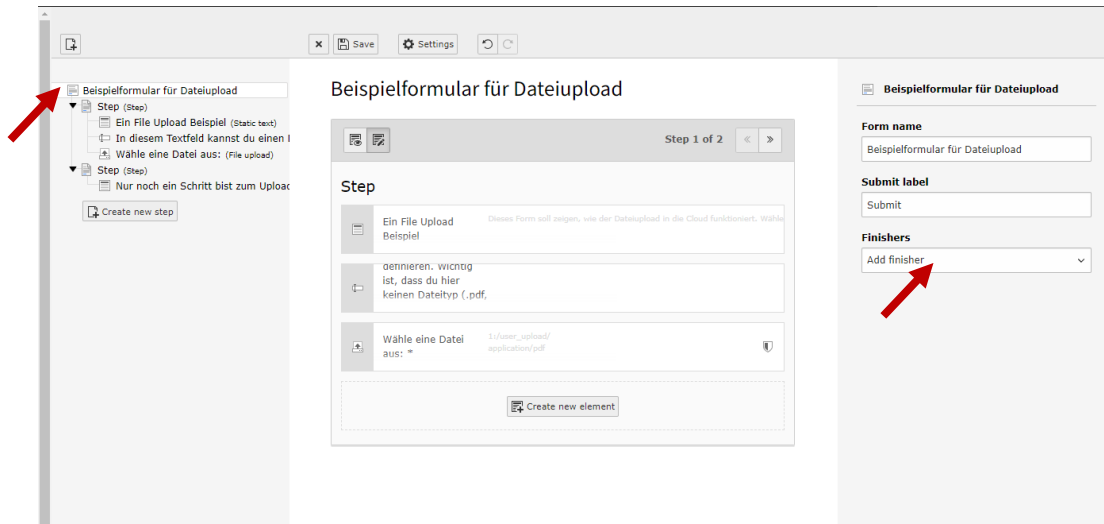 Save
Settings
Beispielformular für Dateiupload
Step (Step)
Ein File Upload Beispiel (Static text)
In diesem Textfeld kannst du einen
Wähle eine Datei aus: (File upload)
Step (Step)
Nur noch ein Schritt bist zum Uploac
Create new step
Beispielformular für Dateiupload
Step 1 of 2
Step
Ein File Upload
Beispiel
Dieses Form soll zeigen, wie der Dateiupload in die Cloud funktioniert. Wähle
definieren. Wichtig
ist, dass du hier
keinen Dateityp (.pdf,
Wähle eine Datei
aus: *
1:/user_upload/
application/pdf
Create new element
Beispielformular für Dateiupload
Form name
Beispielformular für Dateiupload
Submit label
Submit
Finishers
Add finisher